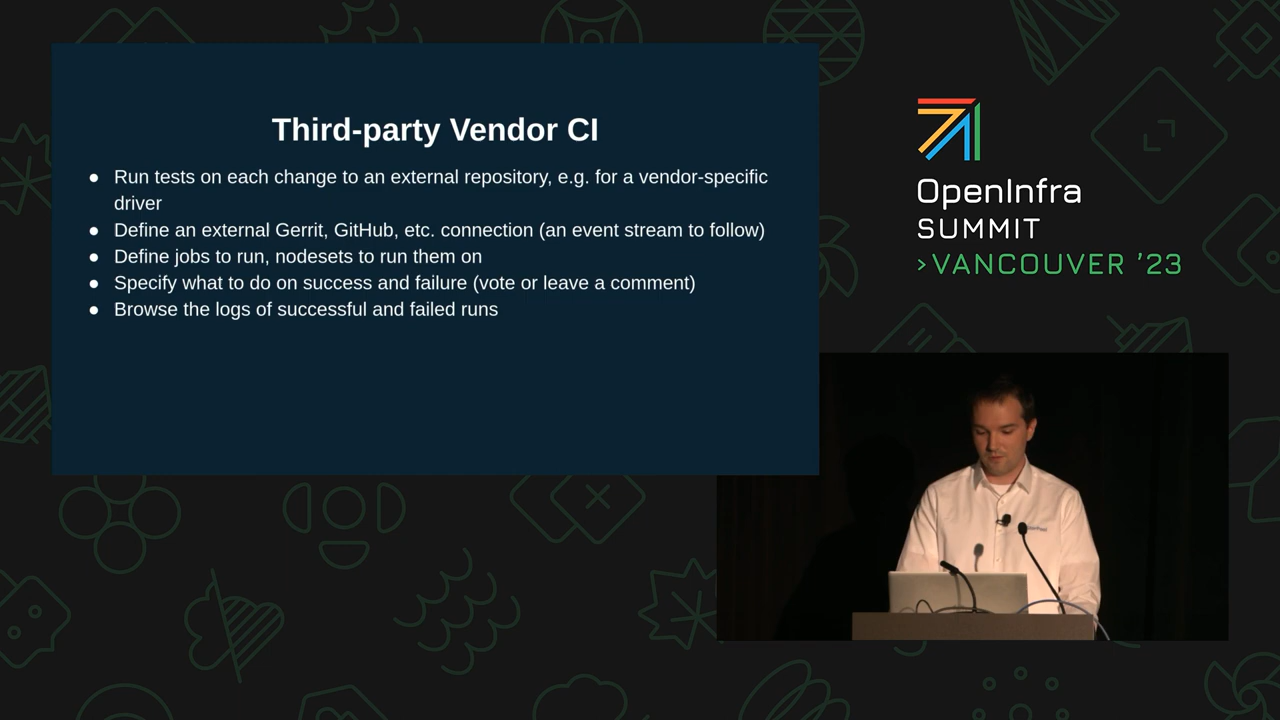 Third-party Vendor CI
● Run tests on each change to an external repository, e.g. for a vendor-specific
driver
● Define an external Gerrit, GitHub, etc. connection (an event stream to follow)
● Define jobs to run, nodesets to run them on
● Specify what to do on success and failure (vote or leave a comment)
● Browse the logs of successful and failed runs
OpenInfra
SUMMIT
>VANCOUVER '23